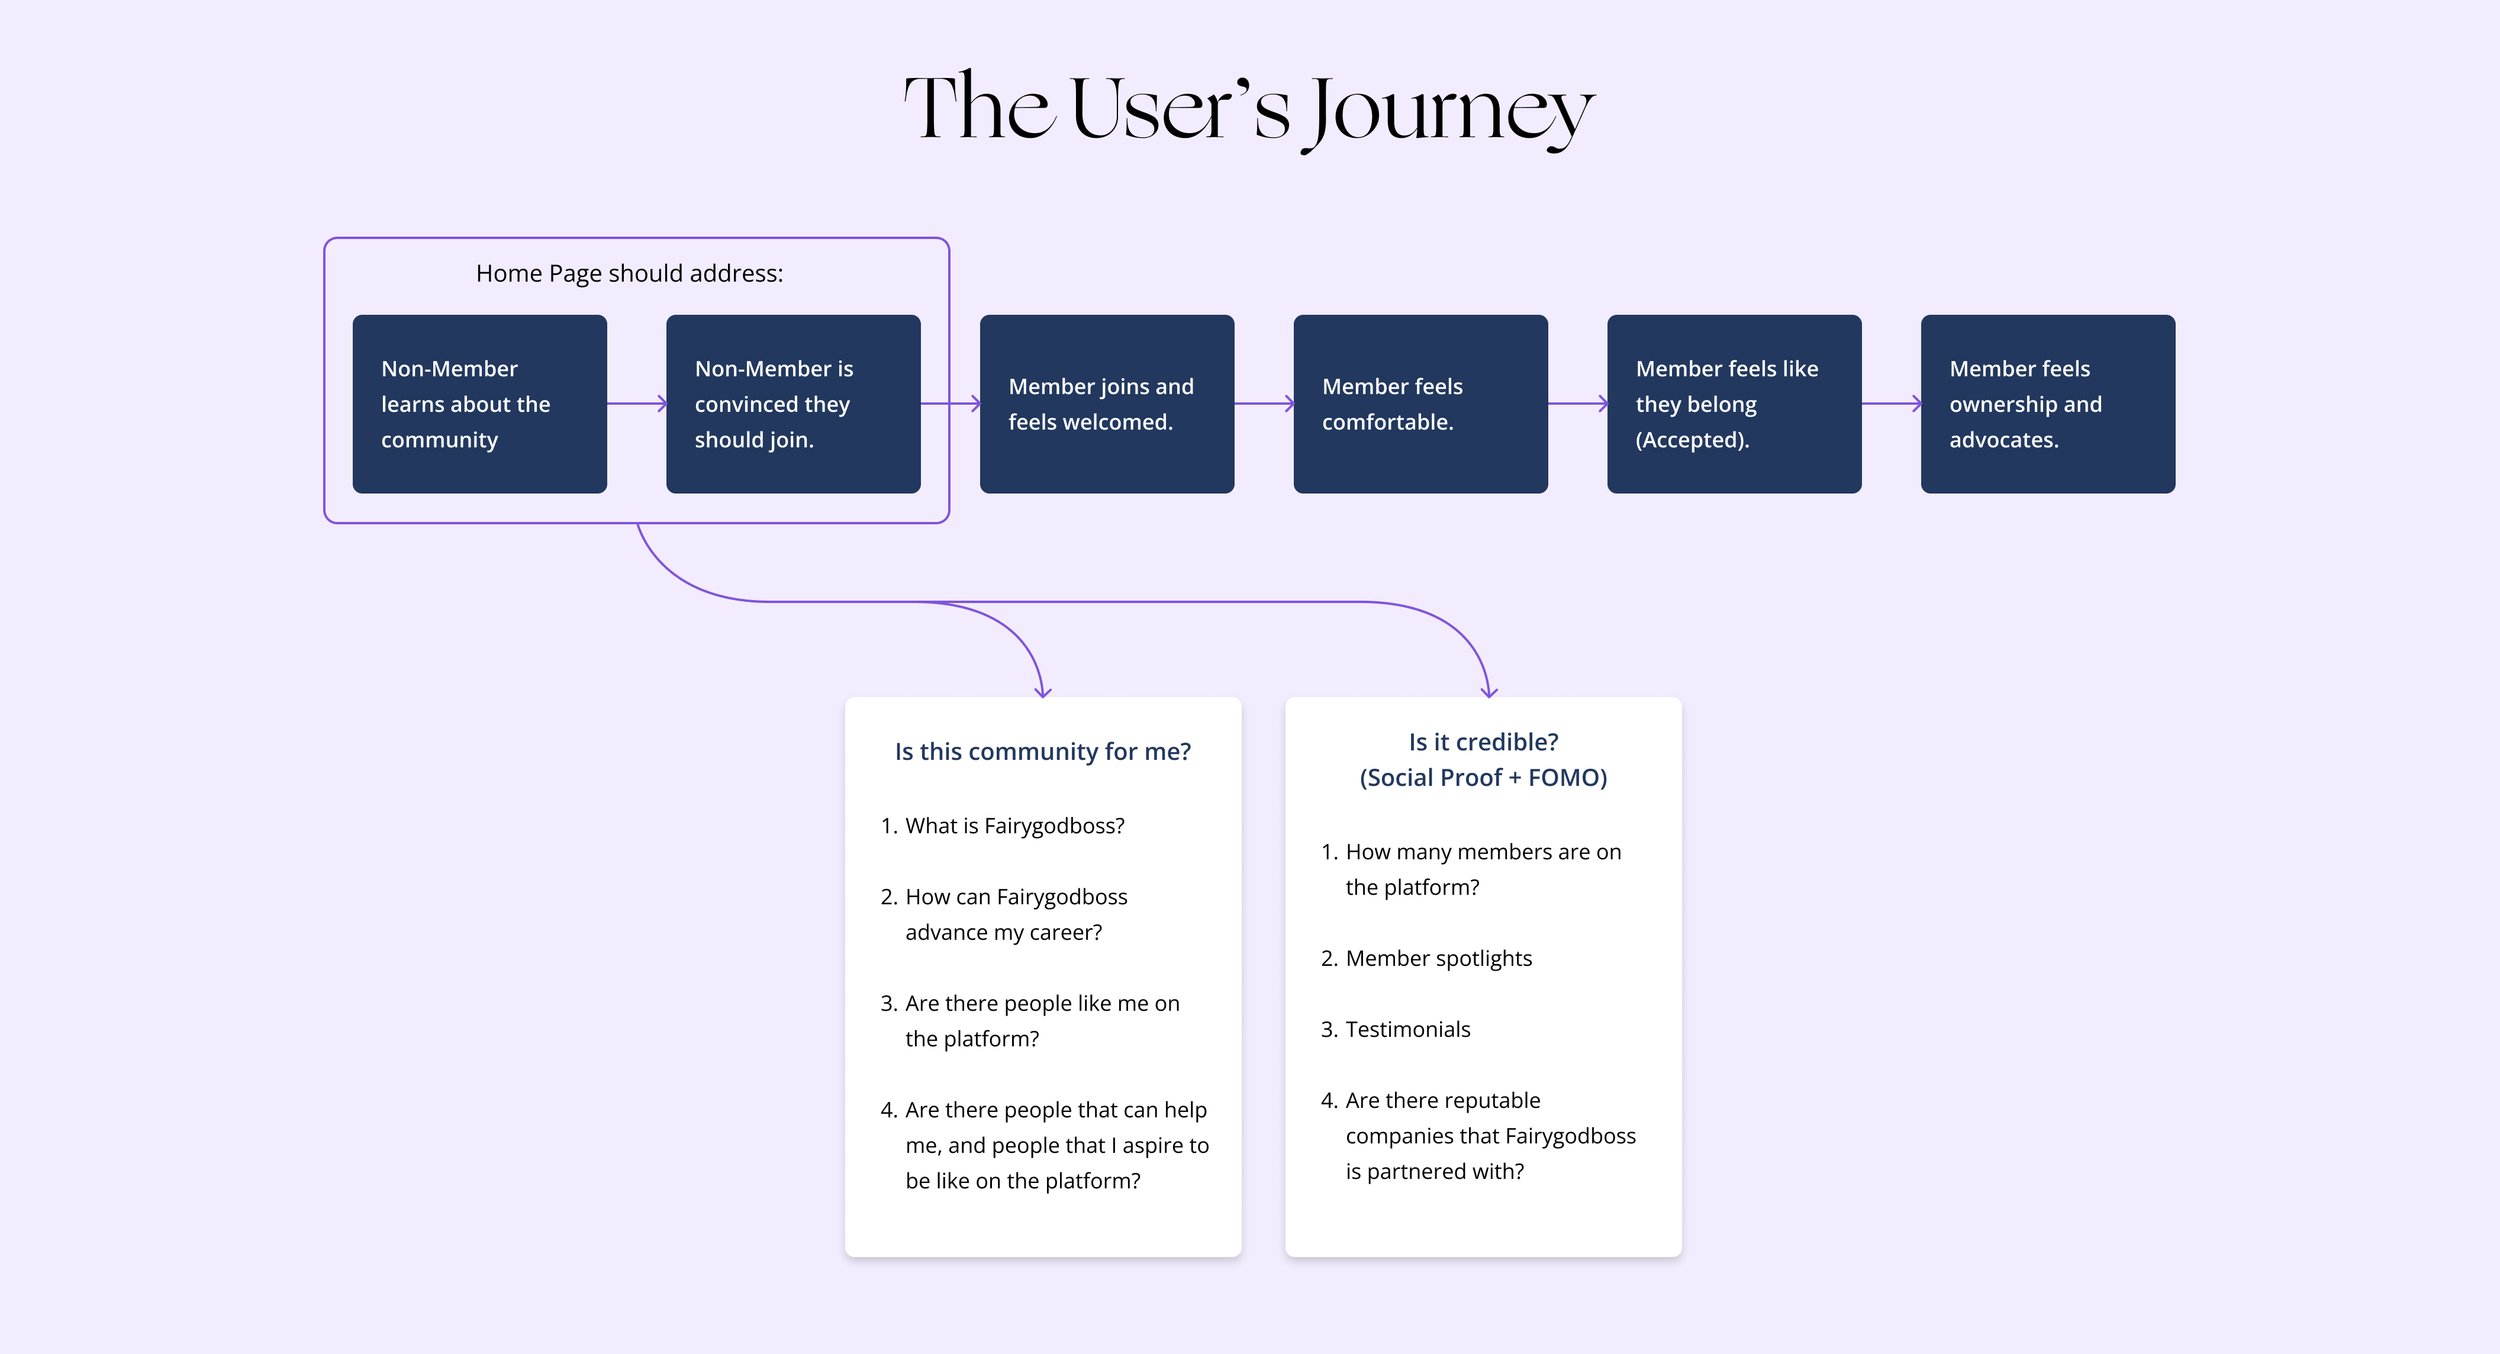 The User’s Journey
Home Page should address:
Non-Member
learns about the
community
Non-Member is
convinced they
should join.
Member joins and
feels welcomed.
Member feels
comfortable.
Member feels like
they belong
(Accepted).
Member feels
ownership and
advocates.
Is this community for me?
1. What is Fairygodboss?
2. How can Fairygodboss
advance my career?
3. Are there people like me on
the platform?
4. Are there people that can help
me, and people that I aspire to
be like on the platform?
Is it credible?
(Social Proof + FOMO)
1. How many members are on
the platform?
2. Member spotlights
3. Testimonials
4. Are there reputable
companies that Fairygodboss
is partnered with?